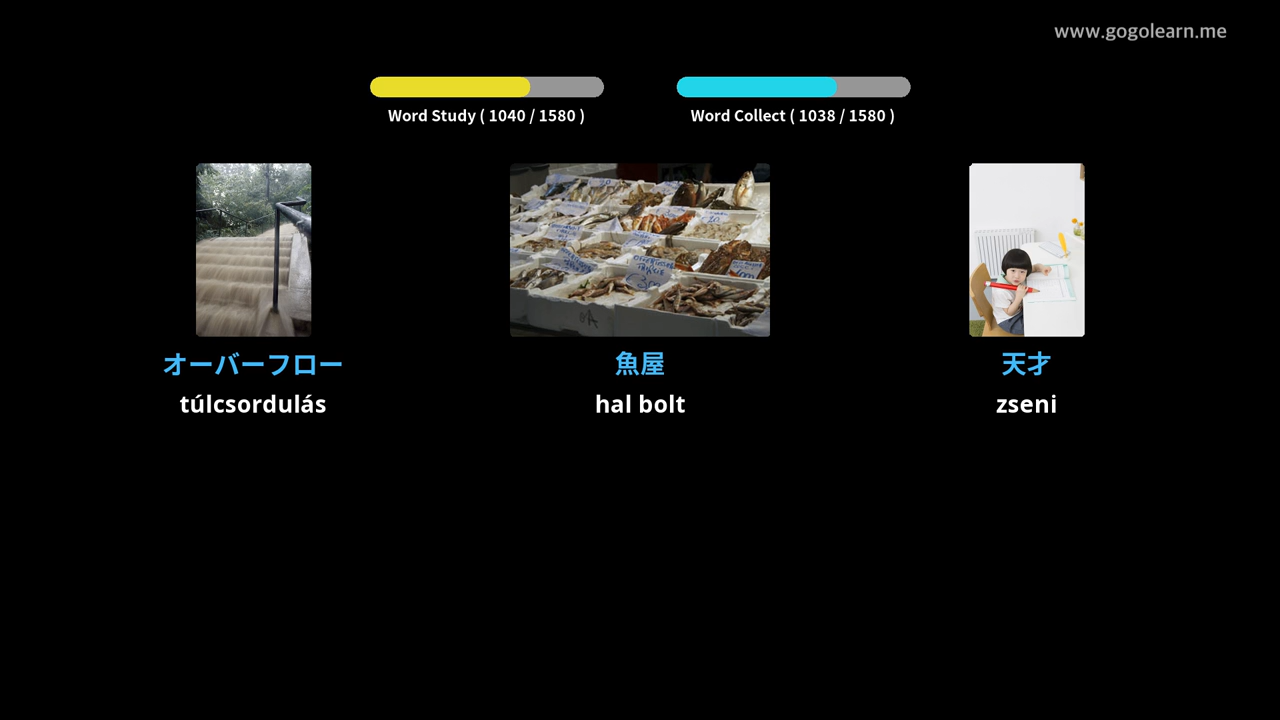 www.gogolearn.me
Word Study ( 1040 / 1580 )
Word Collect ( 1038 / 1580 )
オーバーフロー
魚屋
天才
túlcsordulás
hal bolt
zseni